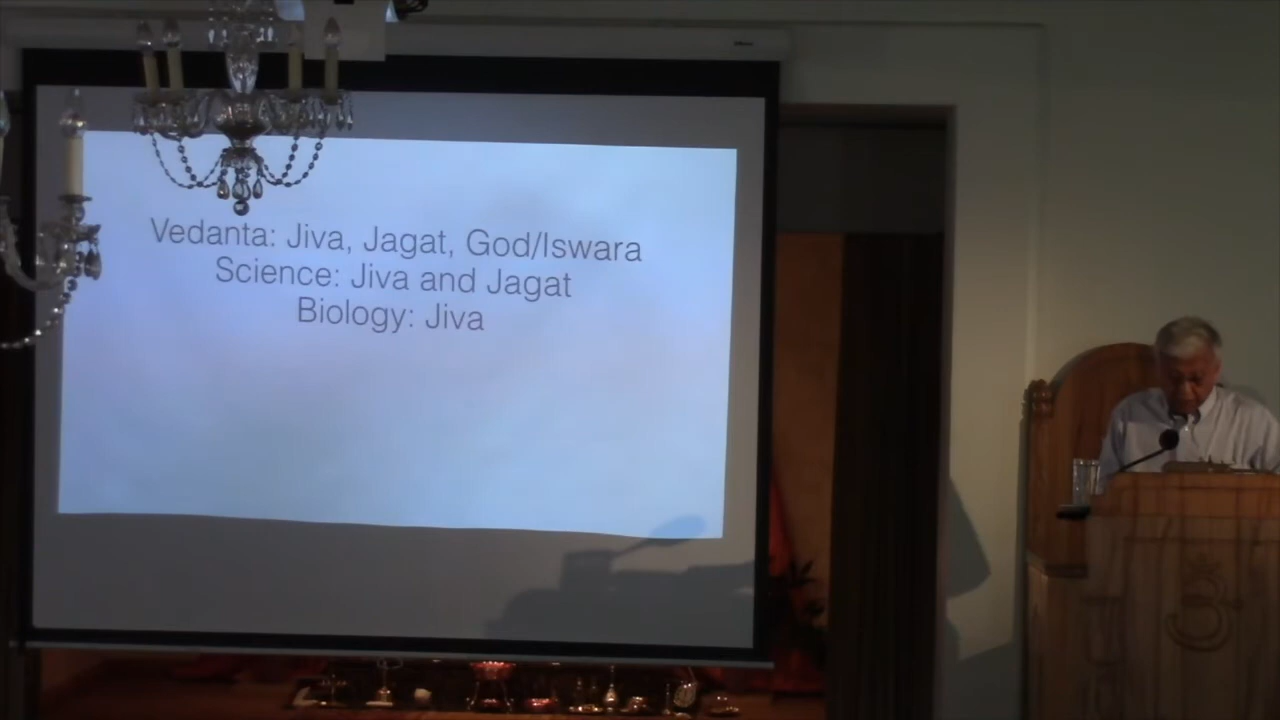 Vedanta: Jiva, Jagat, God/Iswara
Science: Jiva and Jagat
Biology: Jiva
ॐ